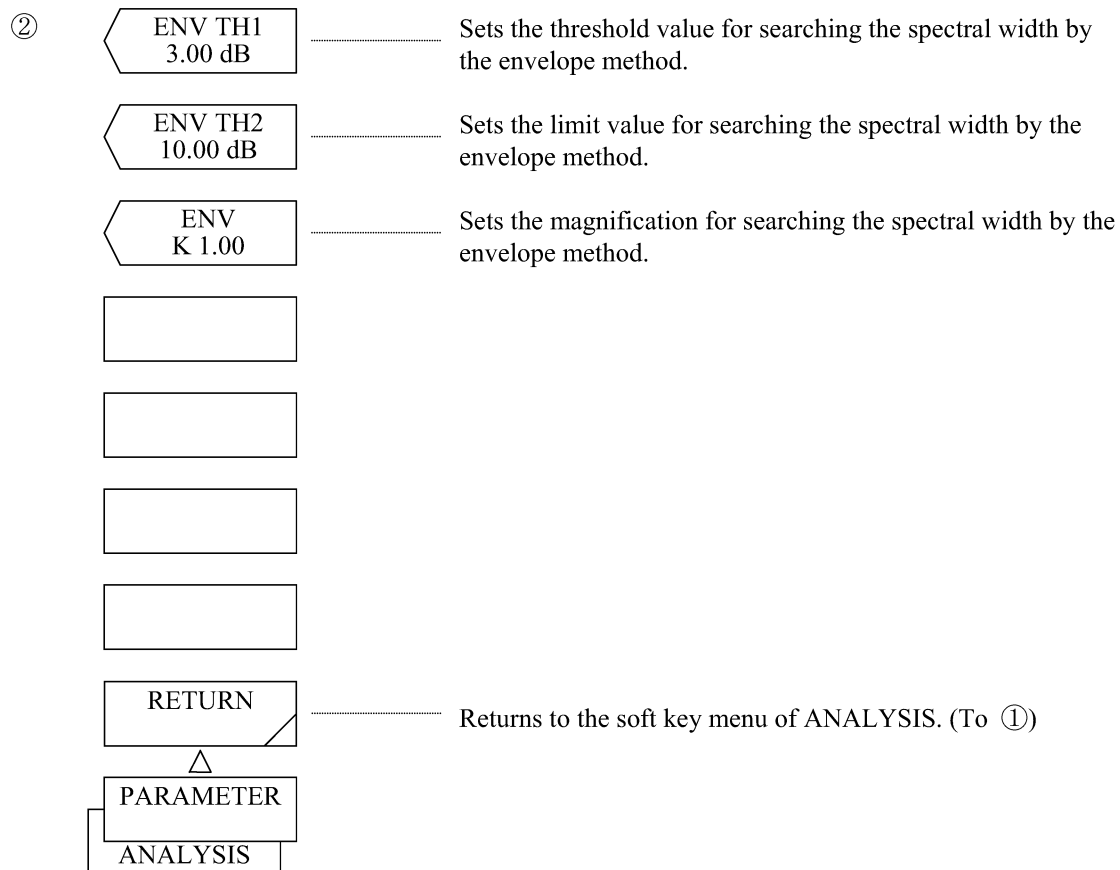 ②
ENV TH1
3.00 dB
Sets the threshold value for searching the spectral width by
the envelope method.
ENV TH2
10.00 dB
Sets the limit value for searching the spectral width by the
envelope method.
ENV
K 1.00
Sets the magnification for searching the spectral width by the
envelope method.
RETURN
Returns to the soft key menu of ANALYSIS. (To ①)
PARAMETER
ANALYSIS